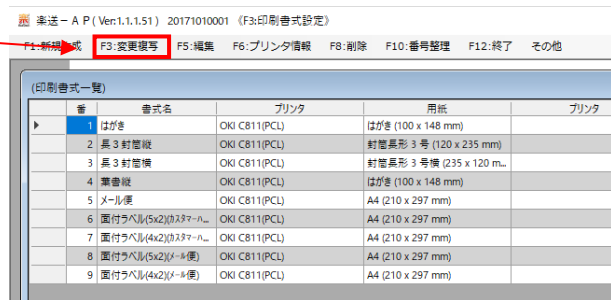 楽送－ＡＰ( Ver:1.1.1.51 ) 20171010001 《F3:印刷書式設定》
F1:新規作成 F3:変更複写 F5:編集 F6:プリンタ情報 F8:削除 F10:番号整理 F12:終了 その他
(印刷書式一覧)
番 書式名 プリンタ 用紙 プリンタ
1 はがき OKI C811(PCL) はがき (100 x 148 mm)
2 長３封筒縦 OKI C811(PCL) 封筒長形 3 号 (120 x 235 mm)
3 長３封筒横 OKI C811(PCL) 封筒長形 3 号横 (235 x 120 m...
4 葉書縦 OKI C811(PCL) はがき (100 x 148 mm)
5 メール便 OKI C811(PCL) A4 (210 x 297 mm)
6 面付ラベル(5x2)(ｶｽﾀﾏｰﾊ... OKI C811(PCL) A4 (210 x 297 mm)
7 面付ラベル(4x2)(ｶｽﾀﾏｰﾊ... OKI C811(PCL) A4 (210 x 297 mm)
8 面付ラベル(5x2)(ﾒｰﾙ便) OKI C811(PCL) A4 (210 x 297 mm)
9 面付ラベル(4x2)(ﾒｰﾙ便) OKI C811(PCL) A4 (210 x 297 mm)